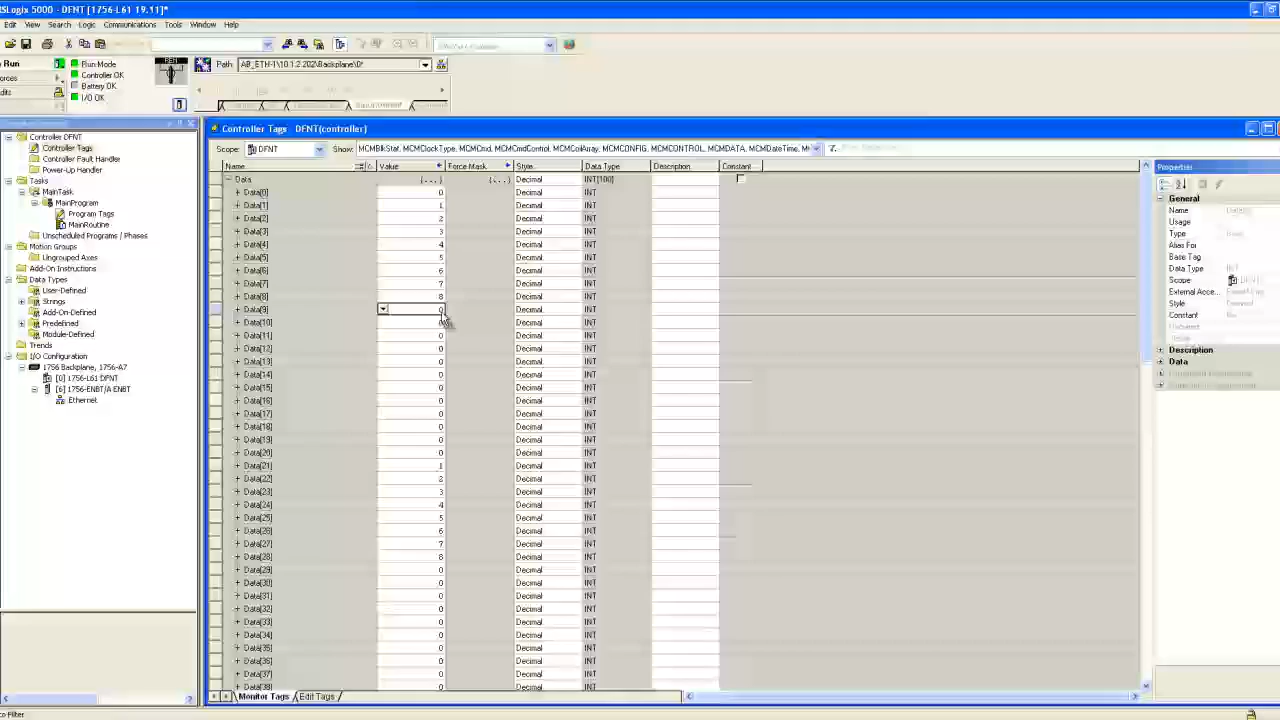 SLogix 5000 - DFNT [1756-L61 19.11]*
Edit View Search Logic Communications Tools Window Help
Run
Run Mode
Controller OK
Battery OK
I/O OK
REM
Path: AB_ETH-1\10.1.2.202\Backplane\0*
orces
dits
Controller DFNT
Controller Tags
Controller Fault Handler
Power-Up Handler
Tasks
MainTask
MainProgram
Program Tags
MainRoutine
Unscheduled Programs / Phases
Motion Groups
Ungrouped Axes
Add-On Instructions
Data Types
User-Defined
Strings
Add-On-Defined
Predefined
Module-Defined
Trends
I/O Configuration
1756 Backplane, 1756-A7
[0] 1756-L61 DFNT
[6] 1756-ENBT/A ENBT
Ethernet
Controller Tags - DFNT(controller)
Scope: DFNT Show: MCMBlkStat, MCMClockType, MCMCmd, MCMCmdControl, MCMCoilArray, MCMCONFIG, MCMCONTROL, MCMDATA, MCMDateTime, M
Name Value Force Mask Style Data Type Description Constant
Data {...} {...} Decimal INT[100]
Data[0] 0 Decimal INT
Data[1] 1 Decimal INT
Data[2] 2 Decimal INT
Data[3] 3 Decimal INT
Data[4] 4 Decimal INT
Data[5] 5 Decimal INT
Data[6] 6 Decimal INT
Data[7] 7 Decimal INT
Data[8] 8 Decimal INT
Data[9] 0 Decimal INT
Data[10] Decimal INT
Data[11] 0 Decimal INT
Data[12] 0 Decimal INT
Data[13] 0 Decimal INT
Data[14] 0 Decimal INT
Data[15] 0 Decimal INT
Data[16] 0 Decimal INT
Data[17] 0 Decimal INT
Data[18] 0 Decimal INT
Data[19] 0 Decimal INT
Data[20] 0 Decimal INT
Data[21] 1 Decimal INT
Data[22] 2 Decimal INT
Data[23] 3 Decimal INT
Data[24] 4 Decimal INT
Data[25] 5 Decimal INT
Data[26] 6 Decimal INT
Data[27] 7 Decimal INT
Data[28] 8 Decimal INT
Data[29] 0 Decimal INT
Data[30] 0 Decimal INT
Data[31] 0 Decimal INT
Data[32] 0 Decimal INT
Data[33] 0 Decimal INT
Data[34] 0 Decimal INT
Data[35] 0 Decimal INT
Data[36] 0 Decimal INT
Data[37] 0 Decimal INT
Data[38] 0 Decimal INT
Monitor Tags Edit Tags
Properties
General
Name
Usage
Type
Alias For
Base Tag
Data Type INT
Scope DFNT
External Acce...
Style Decimal
Constant No
Description
Data
o Filter